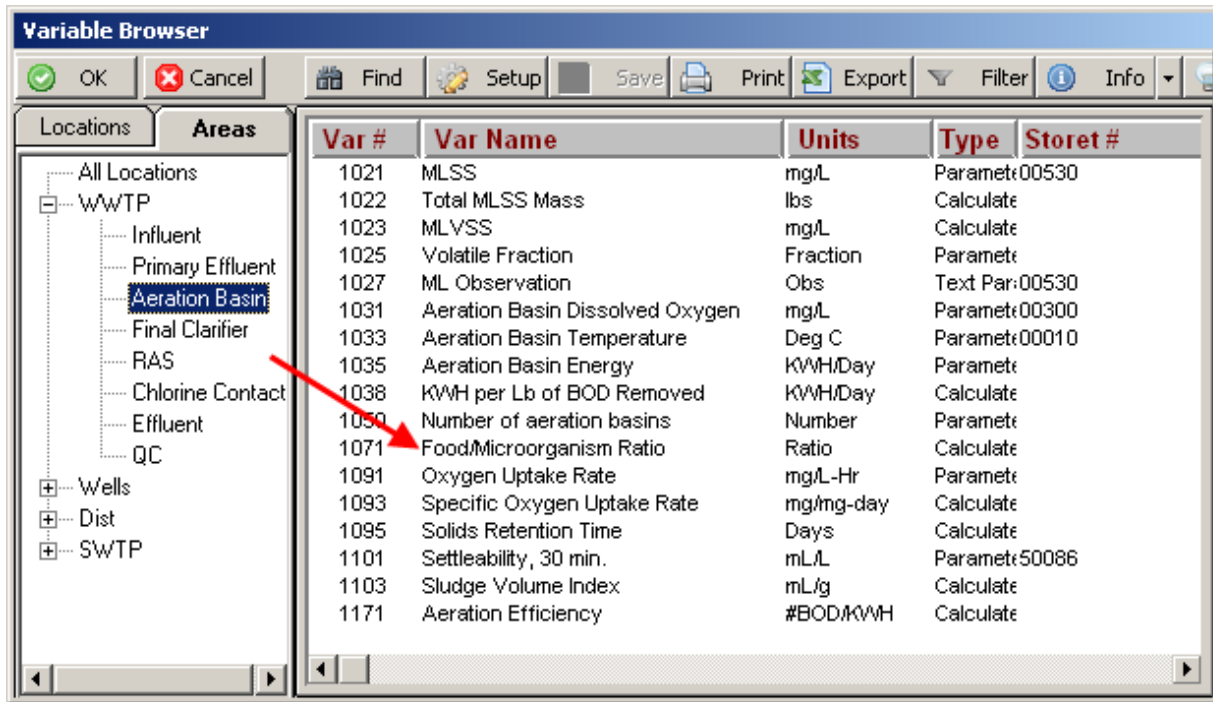 Variable Browser
OK Cancel Find Setup Save Print Export Filter Info
Locations Areas
All Locations
WWTP
Influent
Primary Effluent
Aeration Basin
Final Clarifier
RAS
Chlorine Contact
Effluent
QC
Wells
Dist
SWTP
Var # Var Name Units Type Storet #
1021 MLSS mg/L Paramete 00530
1022 Total MLSS Mass lbs Calculate
1023 MLVSS mg/L Calculate
1025 Volatile Fraction Fraction Paramete
1027 ML Observation Obs Text Par 00530
1031 Aeration Basin Dissolved Oxygen mg/L Paramete 00300
1033 Aeration Basin Temperature Deg C Paramete 00010
1035 Aeration Basin Energy KWH/Day Paramete
1038 KWH per Lb of BOD Removed KWH/Day Calculate
1050 Number of aeration basins Number Paramete
1071 Food/Microorganism Ratio Ratio Calculate
1091 Oxygen Uptake Rate mg/L-Hr Paramete
1093 Specific Oxygen Uptake Rate mg/mg-day Calculate
1095 Solids Retention Time Days Calculate
1101 Settleability, 30 min. mL/L Paramete 50086
1103 Sludge Volume Index mL/g Calculate
1171 Aeration Efficiency #BOD/KWH Calculate